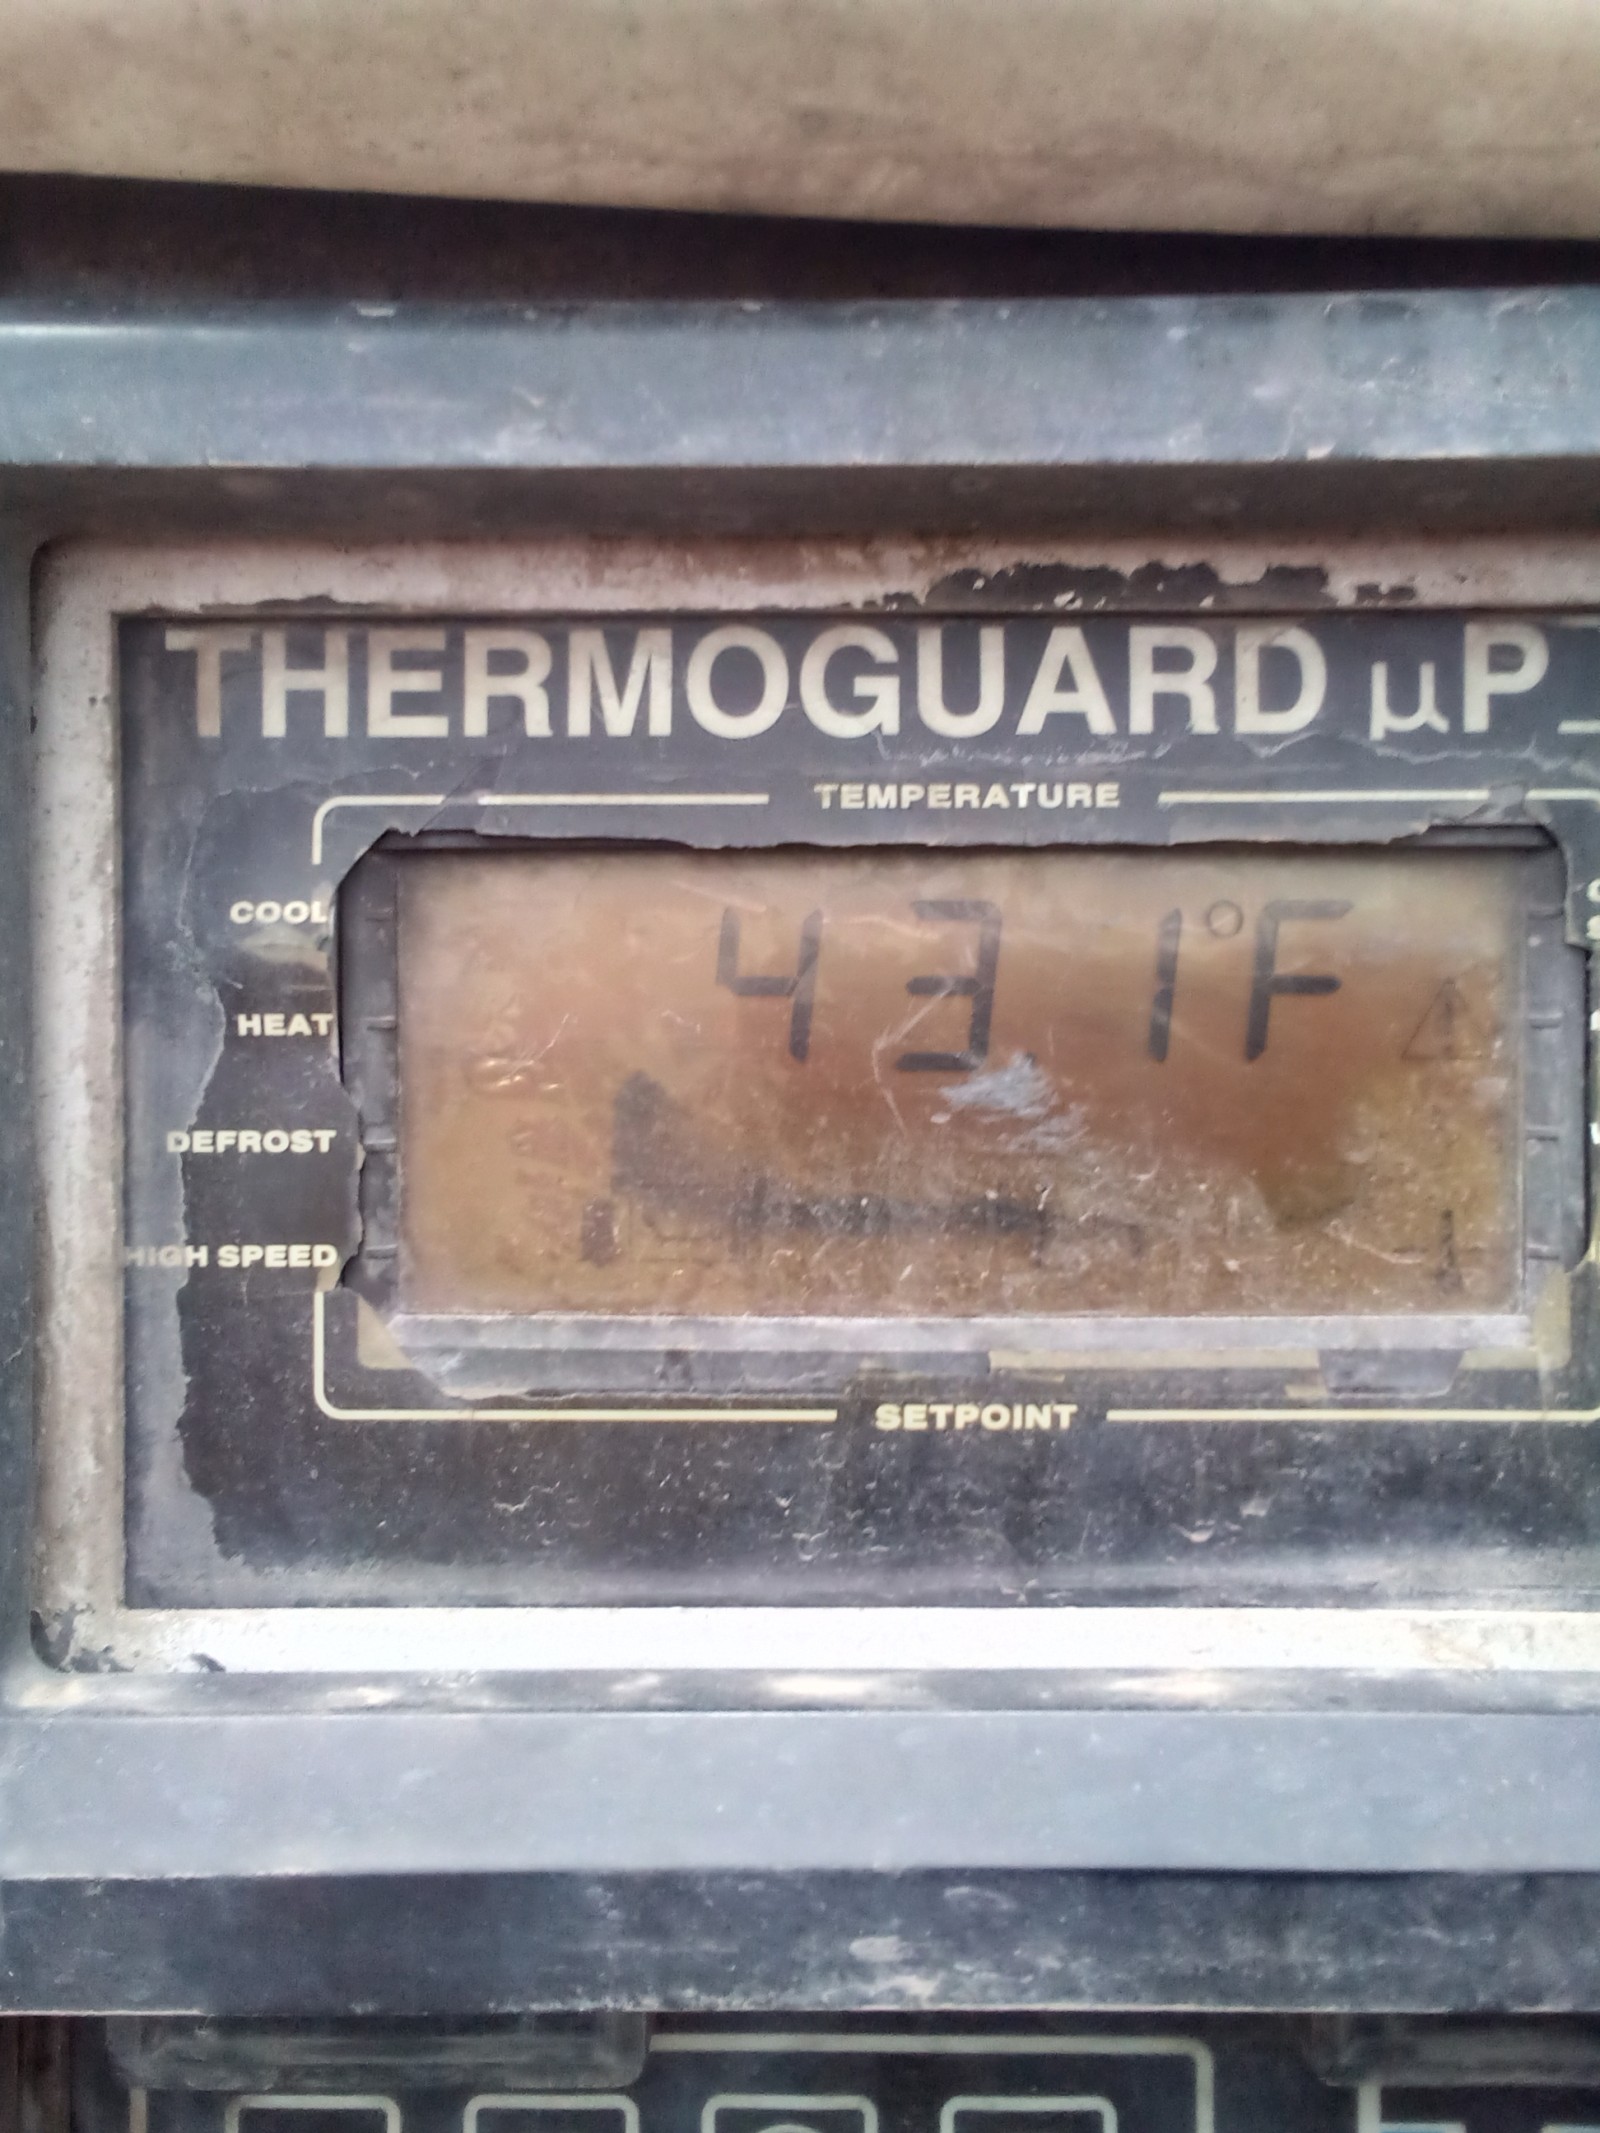 THERMOGUARD µP
TEMPERATURE
COOL
HEAT
DEFROST
HIGH SPEED
43 1°F
SETPOINT